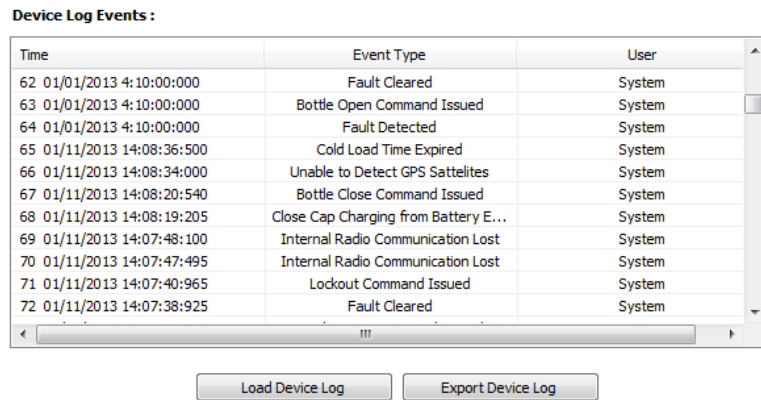 Device Log Events :
Time Event Type User
62 01/01/2013 4:10:00:000 Fault Cleared System
63 01/01/2013 4:10:00:000 Bottle Open Command Issued System
64 01/01/2013 4:10:00:000 Fault Detected System
65 01/11/2013 14:08:36:500 Cold Load Time Expired System
66 01/11/2013 14:08:34:000 Unable to Detect GPS Sattelites System
67 01/11/2013 14:08:20:540 Bottle Close Command Issued System
68 01/11/2013 14:08:19:205 Close Cap Charging from Battery E... System
69 01/11/2013 14:07:48:100 Internal Radio Communication Lost System
70 01/11/2013 14:07:47:495 Internal Radio Communication Lost System
71 01/11/2013 14:07:40:965 Lockout Command Issued System
72 01/11/2013 14:07:38:925 Fault Cleared System
Load Device Log Export Device Log